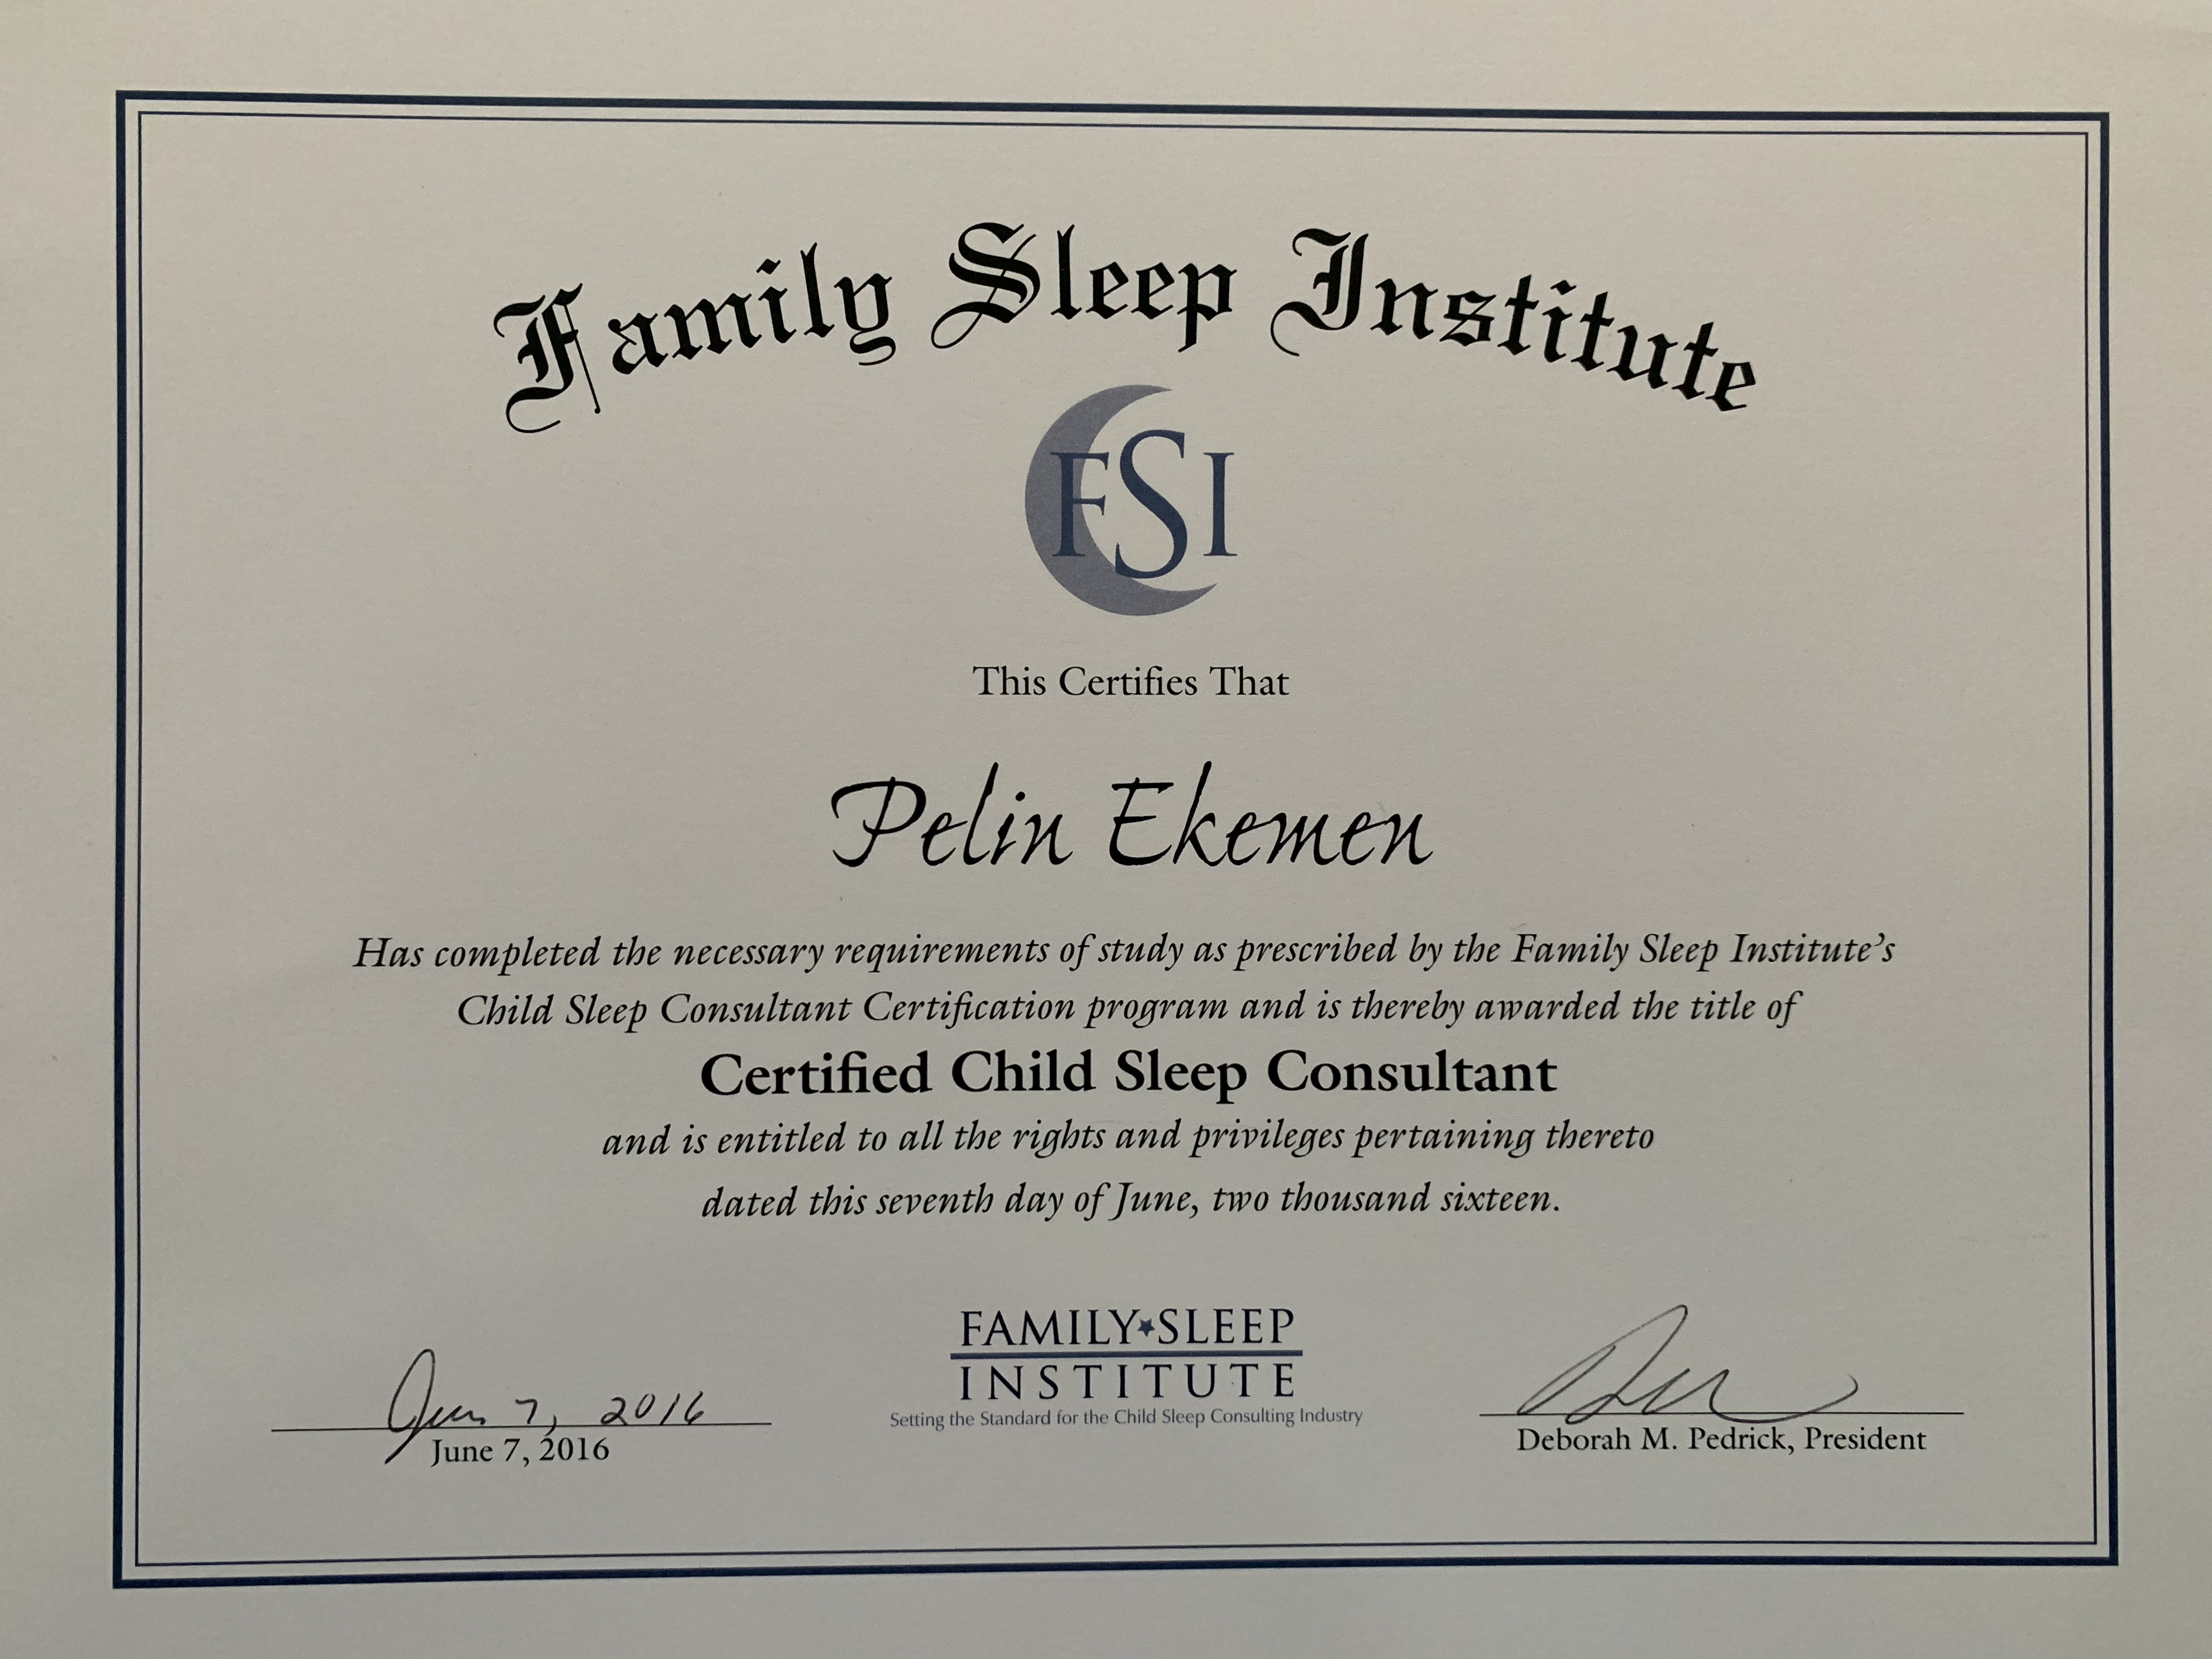 Family Sleep Institute
FSI
This Certifies That
Pelin Ekemen
Has completed the necessary requirements of study as prescribed by the Family Sleep Institute's
Child Sleep Consultant Certification program and is thereby awarded the title of
Certified Child Sleep Consultant
and is entitled to all the rights and privileges pertaining thereto
dated this seventh day of June, two thousand sixteen.
FAMILY★SLEEP
INSTITUTE
Setting the Standard for the Child Sleep Consulting Industry
7, 2016
June 7, 2016
Deborah M. Pedrick, President